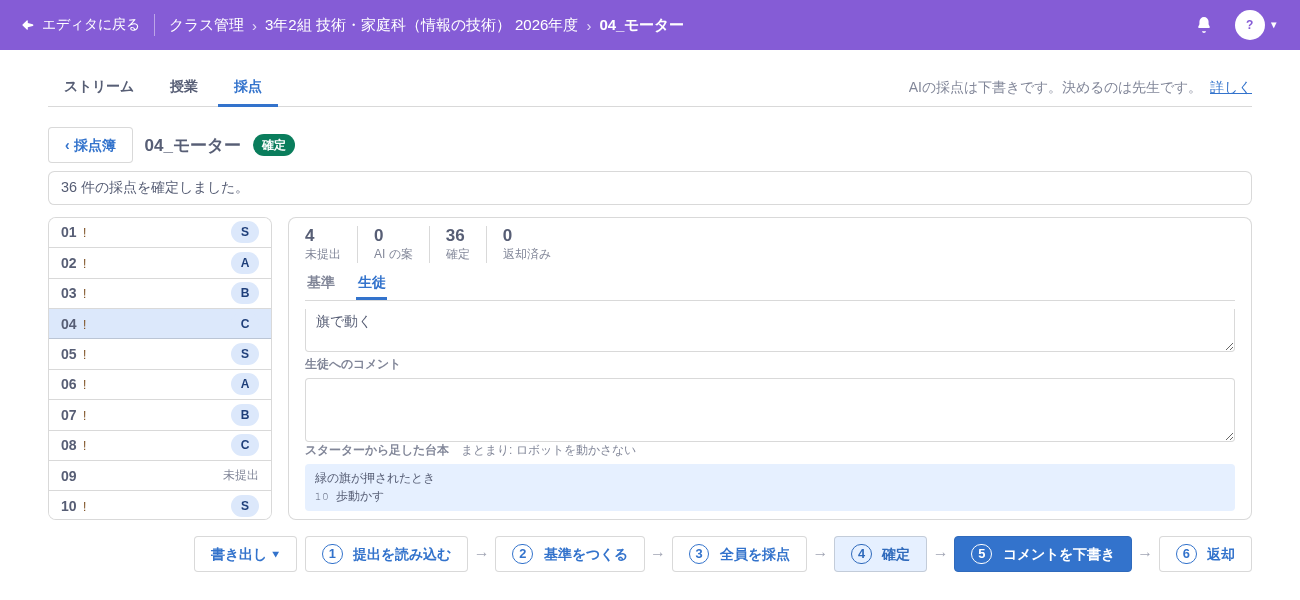 エディタに戻る
クラス管理 › 3年2組 技術・家庭科（情報の技術） 2026年度 › 04_モーター
?
ストリーム
授業
採点
AIの採点は下書きです。決めるのは先生です。 詳しく
‹ 採点簿
04_モーター
確定
36 件の採点を確定しました。
01 ! S
02 ! A
03 ! B
04 ! C
05 ! S
06 ! A
07 ! B
08 ! C
09 未提出
10 ! S
4
未提出
0
AI の案
36
確定
0
返却済み
基準
生徒
旗で動く
生徒へのコメント
スターターから足した台本 まとまり: ロボットを動かさない
緑の旗が押されたとき
10 歩動かす
書き出し ▾
1 提出を読み込む →
2 基準をつくる →
3 全員を採点 →
4 確定 →
5 コメントを下書き →
6 返却